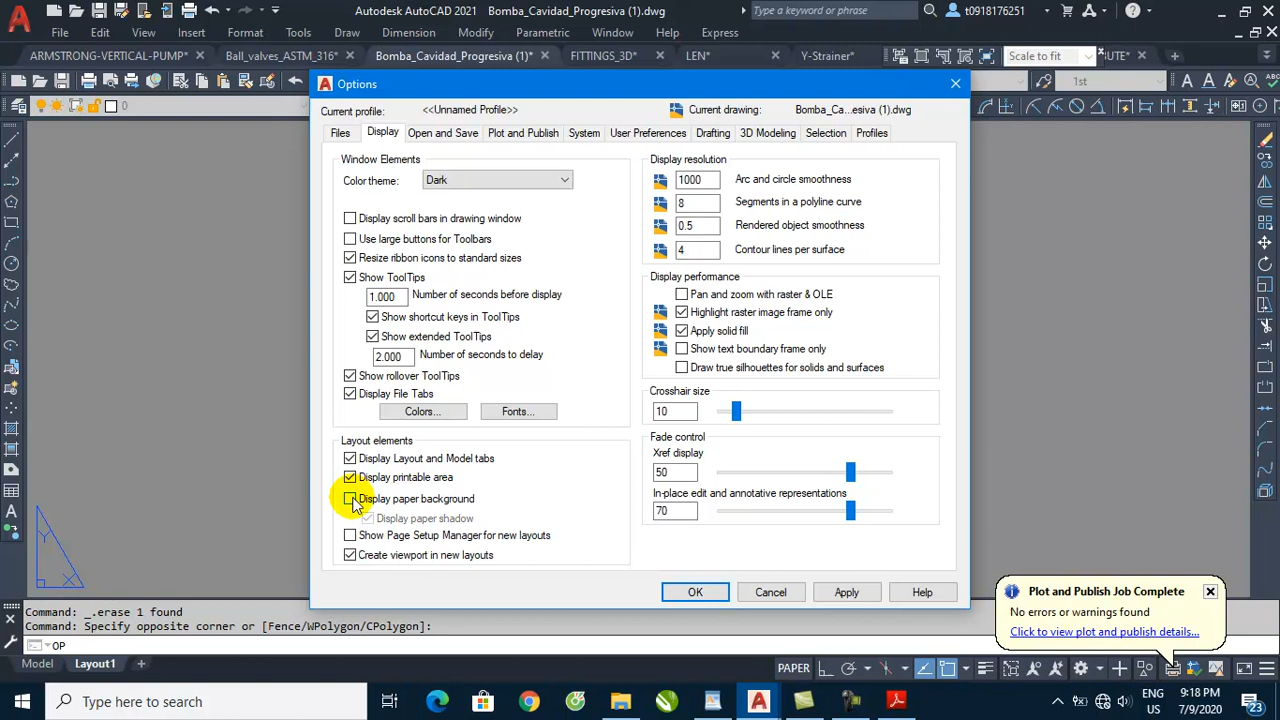 Autodesk AutoCAD 2021 Bomba_Cavidad_Progresiva (1).dwg Type a keyword or phrase t0918176251
File Edit View Insert Format Tools Draw Dimension Modify Parametric Window Help Express
ARMSTRONG-VERTICAL-PUMP* Ball_valves_ASTM_316* Bomba_Cavidad_Progresiva (1)* FITTINGS_3D* LEN* Y-Strainer* Scale to fit UTE*
Options
Current profile: <<Unnamed Profile>> Current drawing: Bomba_Ca...esiva (1).dwg
1st
0
Files Display Open and Save Plot and Publish System User Preferences Drafting 3D Modeling Selection Profiles
Window Elements
Color theme: Dark
Display scroll bars in drawing window
Use large buttons for Toolbars
Resize ribbon icons to standard sizes
Show ToolTips
1.000 Number of seconds before display
Show shortcut keys in ToolTips
Show extended ToolTips
2.000 Number of seconds to delay
Show rollover ToolTips
Display File Tabs
Colors... Fonts...
Layout elements
Display Layout and Model tabs
Display printable area
Display paper background
Display paper shadow
Show Page Setup Manager for new layouts
Create viewport in new layouts
Display resolution
1000 Arc and circle smoothness
8 Segments in a polyline curve
0.5 Rendered object smoothness
4 Contour lines per surface
Display performance
Pan and zoom with raster & OLE
Highlight raster image frame only
Apply solid fill
Show text boundary frame only
Draw true silhouettes for solids and surfaces
Crosshair size
10
Fade control
Xref display
50
In-place edit and annotative representations
70
OK Cancel Apply Help
Y
X
Plot and Publish Job Complete
No errors or warnings found
Click to view plot and publish details...
Command: _.erase 1 found
Command: Specify opposite corner or [Fence/WPolygon/CPolygon]:
OP
Model Layout1 PAPER
Type here to search
ENG
US
9:18 PM
7/9/2020
23